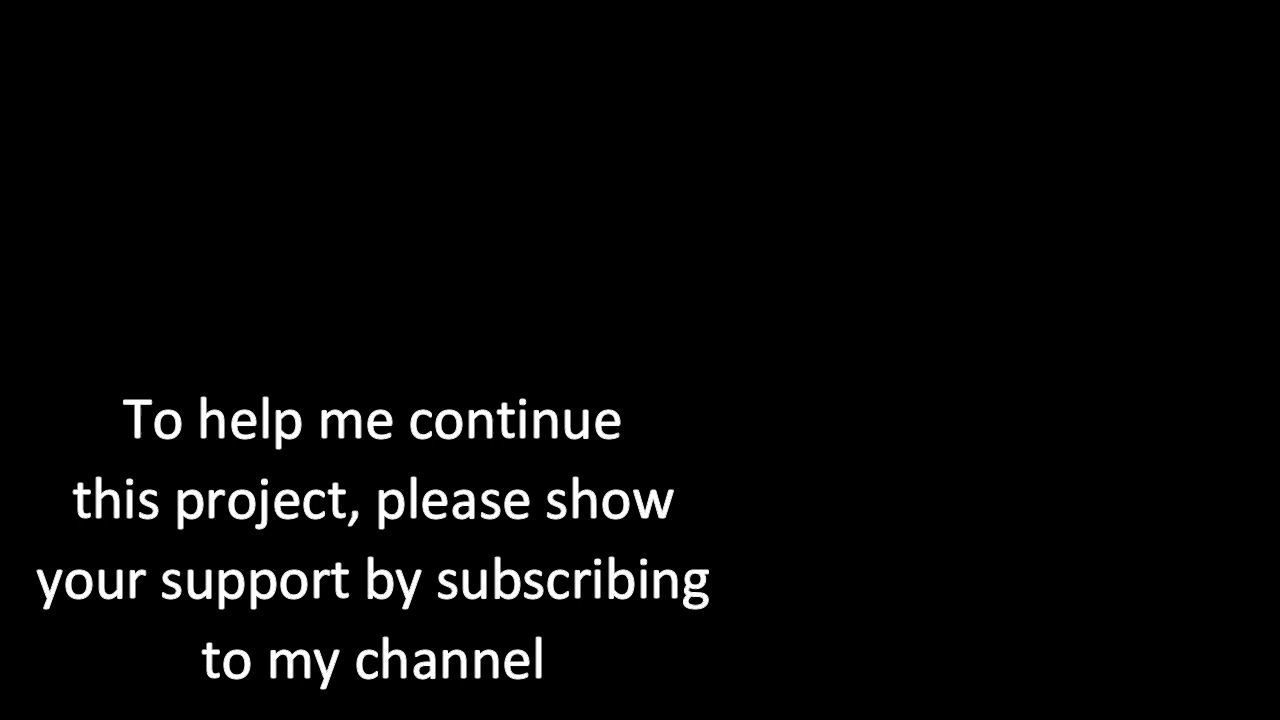 To help me continue
this project, please show
your support by subscribing
to my channel